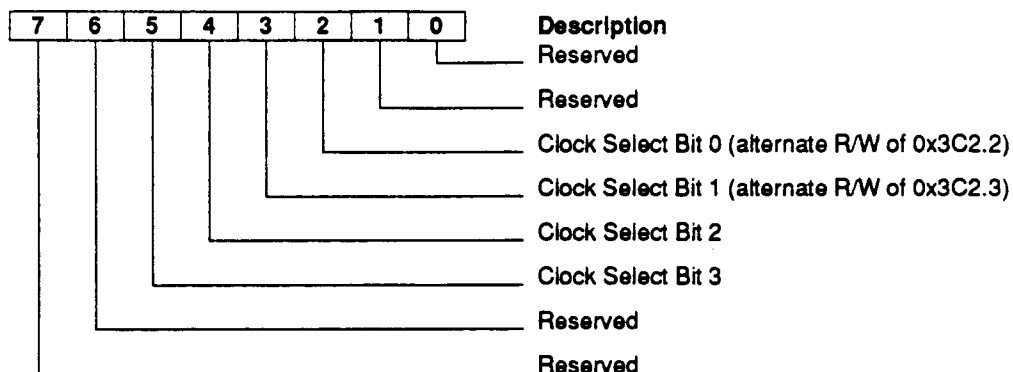 7 6 5 4 3 2 1 0 Description
Reserved
Reserved
Clock Select Bit 0 (alternate R/W of 0x3C2.2)
Clock Select Bit 1 (alternate R/W of 0x3C2.3)
Clock Select Bit 2
Clock Select Bit 3
Reserved
Reserved